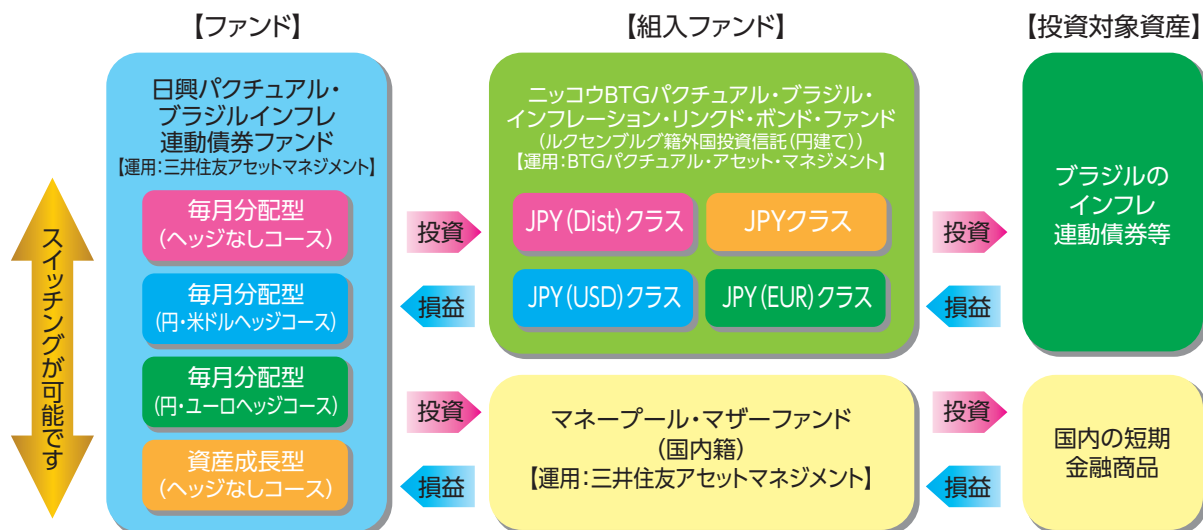 【ファンド】
【組入ファンド】
【投資対象資産】
スイッチングが可能です
日興パクチュアル・
ブラジルインフレ
連動債券ファンド
【運用:三井住友アセットマネジメント】
毎月分配型
(ヘッジなしコース)
毎月分配型
(円・米ドルヘッジコース)
毎月分配型
(円・ユーロヘッジコース)
資産成長型
(ヘッジなしコース)
投資
損益
投資
損益
ニッコウBTGパクチュアル・ブラジル・
インフレーション・リンクド・ボンド・ファンド
(ルクセンブルグ籍外国投資信託(円建て))
【運用:BTGパクチュアル・アセット・マネジメント】
JPY(Dist)クラス
JPYクラス
JPY(USD)クラス
JPY(EUR)クラス
マネープール・マザーファンド
(国内籍)
【運用:三井住友アセットマネジメント】
投資
損益
投資
損益
ブラジルの
インフレ
連動債券等
国内の短期
金融商品